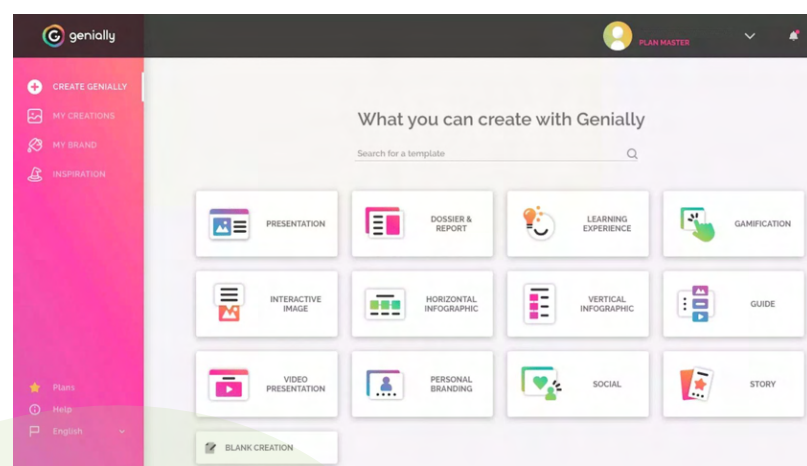 genially
PLAN MASTER
CREATE GENIALLY
MY CREATIONS
MY BRAND
INSPIRATION
What you can create with Genially
Search for a template
PRESENTATION
DOSSIER &
REPORT
LEARNING
EXPERIENCE
GAMIFICATION
INTERACTIVE
IMAGE
HORIZONTAL
INFOGRAPHIC
VERTICAL
INFOGRAPHIC
GUIDE
VIDEO
PRESENTATION
PERSONAL
BRANDING
SOCIAL
STORY
BLANK CREATION
Plans
Help
English